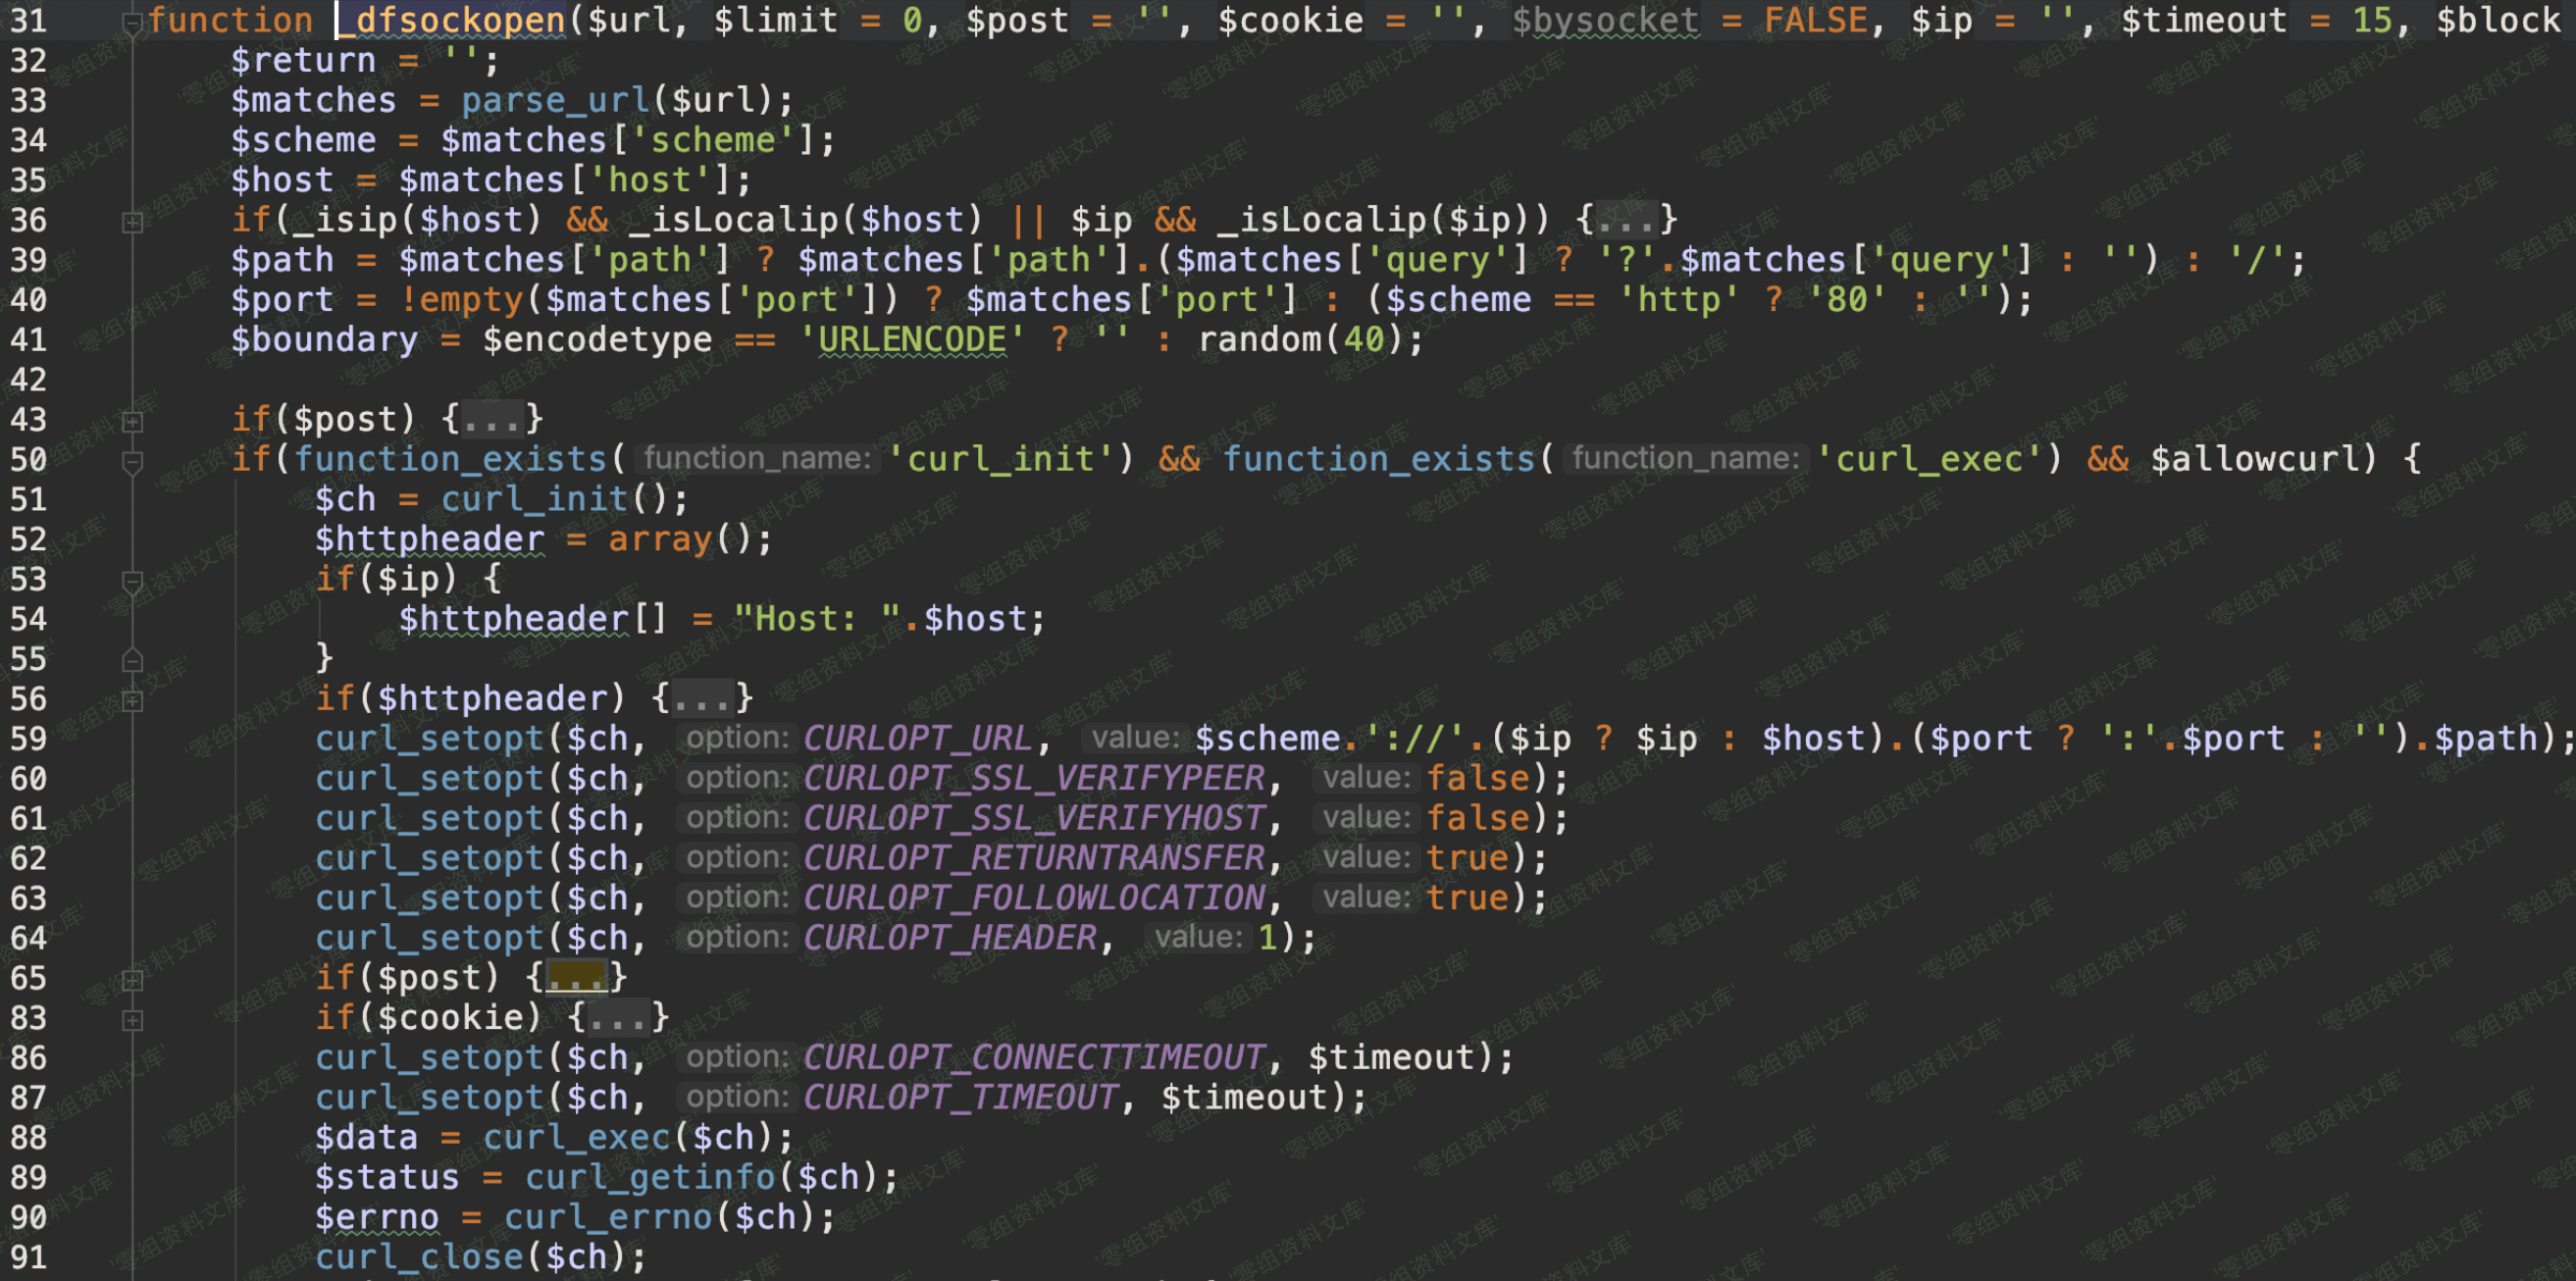 31 function _dfsockopen($url, $limit = 0, $post = '', $cookie = '', $bysocket = FALSE, $ip = '', $timeout = 15, $block
32 $return = '';
33 $matches = parse_url($url);
34 $scheme = $matches['scheme'];
35 $host = $matches['host'];
36 if(_isip($host) && _isLocalip($host) || $ip && _isLocalip($ip)) {...}
39 $path = $matches['path'] ? $matches['path'].($matches['query'] ? '?'.$matches['query'] : '') : '/';
40 $port = !empty($matches['port']) ? $matches['port'] : ($scheme == 'http' ? '80' : '');
41 $boundary = $encodetype == 'URLENCODE' ? '' : random(40);
42
43 if($post) {...}
50 if(function_exists( function_name: 'curl_init') && function_exists( function_name: 'curl_exec') && $allowcurl) {
51 $ch = curl_init();
52 $httpheader = array();
53 if($ip) {
54 $httpheader[] = "Host: ".$host;
55 }
56 if($httpheader) {...}
59 curl_setopt($ch, option: CURLOPT_URL, value: $scheme.'://'.($ip ? $ip : $host).($port ? ':'.$port : '').$path);
60 curl_setopt($ch, option: CURLOPT_SSL_VERIFYPEER, value: false);
61 curl_setopt($ch, option: CURLOPT_SSL_VERIFYHOST, value: false);
62 curl_setopt($ch, option: CURLOPT_RETURNTRANSFER, value: true);
63 curl_setopt($ch, option: CURLOPT_FOLLOWLOCATION, value: true);
64 curl_setopt($ch, option: CURLOPT_HEADER, value: 1);
65 if($post) {...}
83 if($cookie) {...}
86 curl_setopt($ch, option: CURLOPT_CONNECTTIMEOUT, $timeout);
87 curl_setopt($ch, option: CURLOPT_TIMEOUT, $timeout);
88 $data = curl_exec($ch);
89 $status = curl_getinfo($ch);
90 $errno = curl_errno($ch);
91 curl_close($ch);
'零组资料文库'